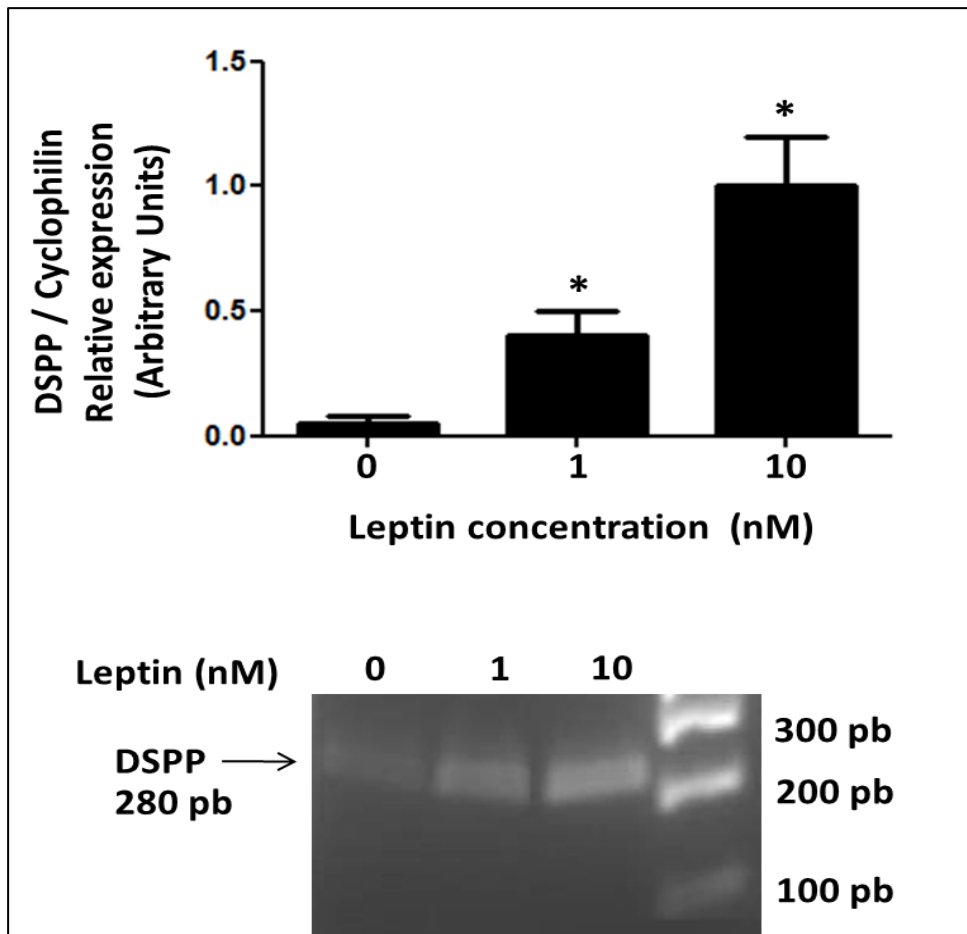 DSPP / Cyclophilin
Relative expression
(Arbitrary Units)
1.5
1.0
0.5
0.0
*
*
0 1 10
Leptin concentration (nM)
Leptin (nM) 0 1 10
DSPP
280 pb
300 pb
200 pb
100 pb